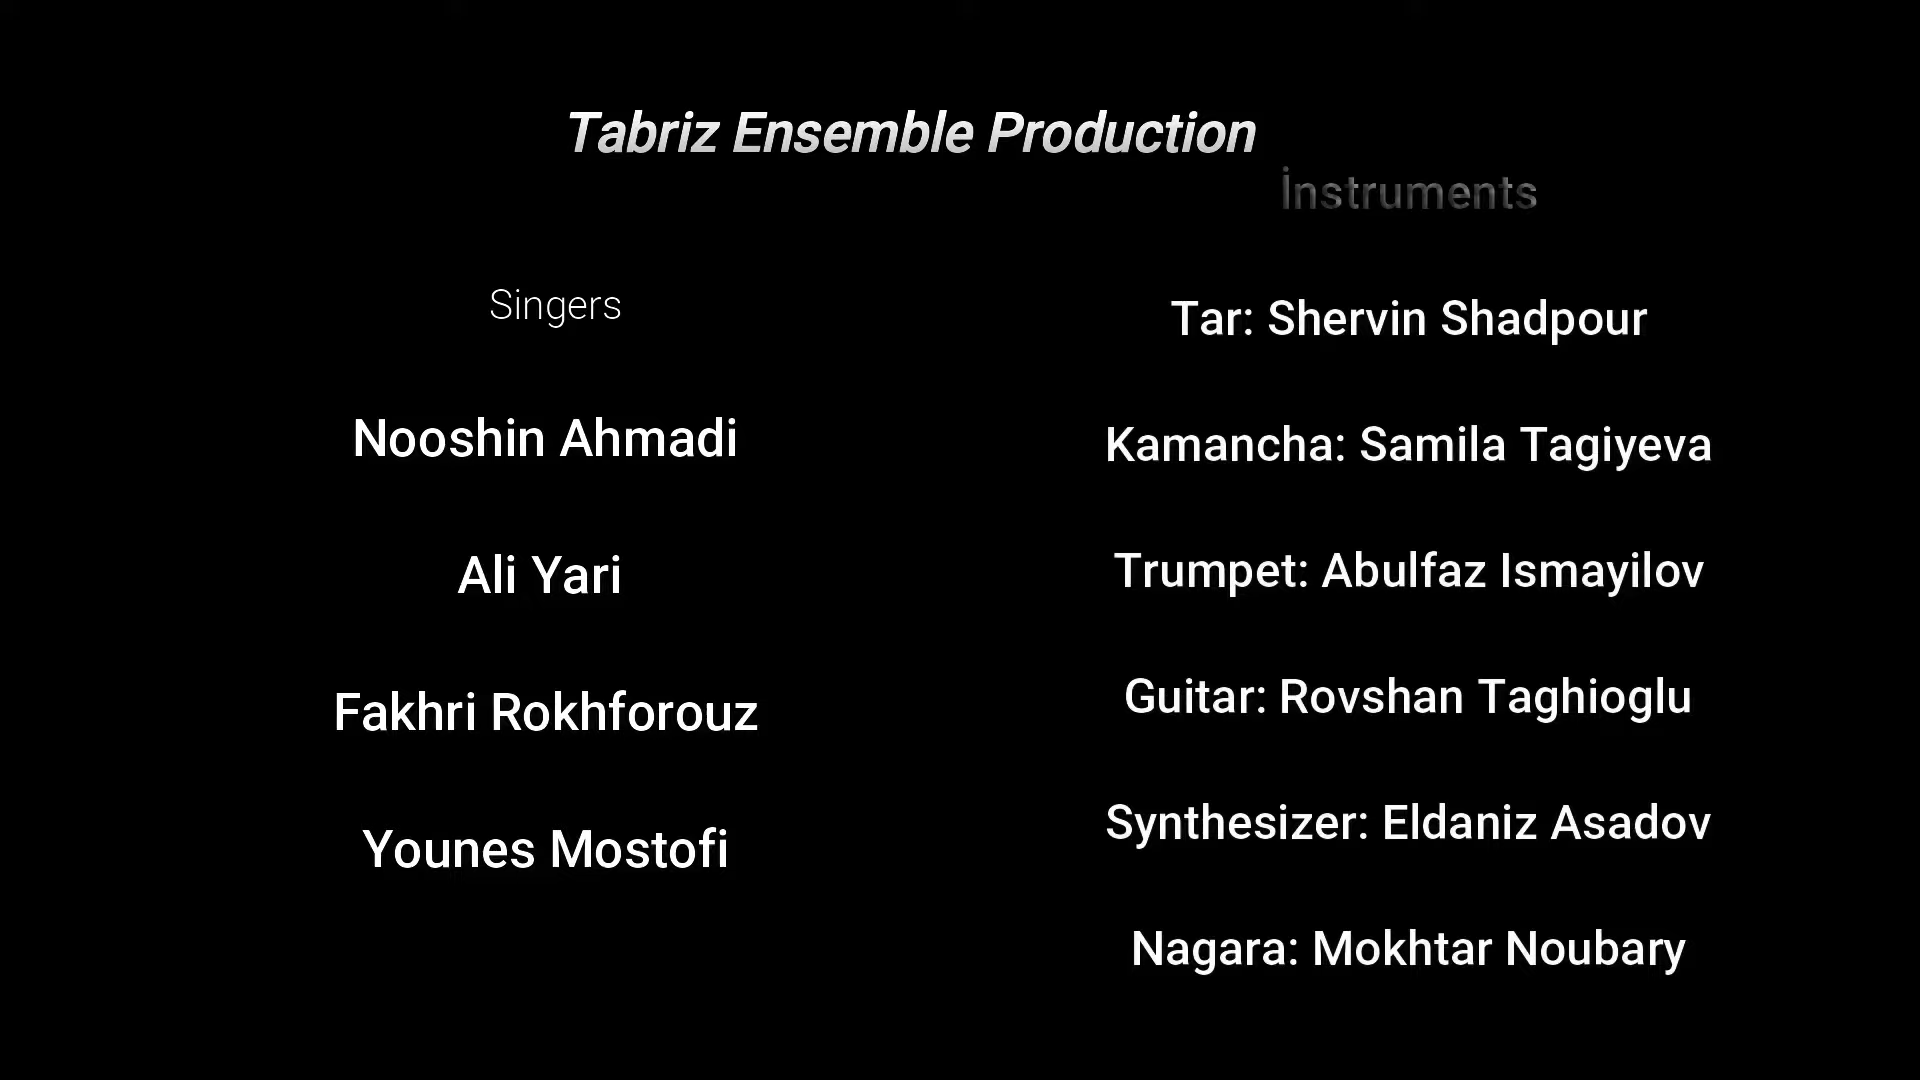 Tabriz Ensemble Production
Singers
Nooshin Ahmadi
Ali Yari
Fakhri Rokhforouz
Younes Mostofi
İnstruments
Tar: Shervin Shadpour
Kamancha: Samila Tagiyeva
Trumpet: Abulfaz Ismayilov
Guitar: Rovshan Taghioglu
Synthesizer: Eldaniz Asadov
Nagara: Mokhtar Noubary